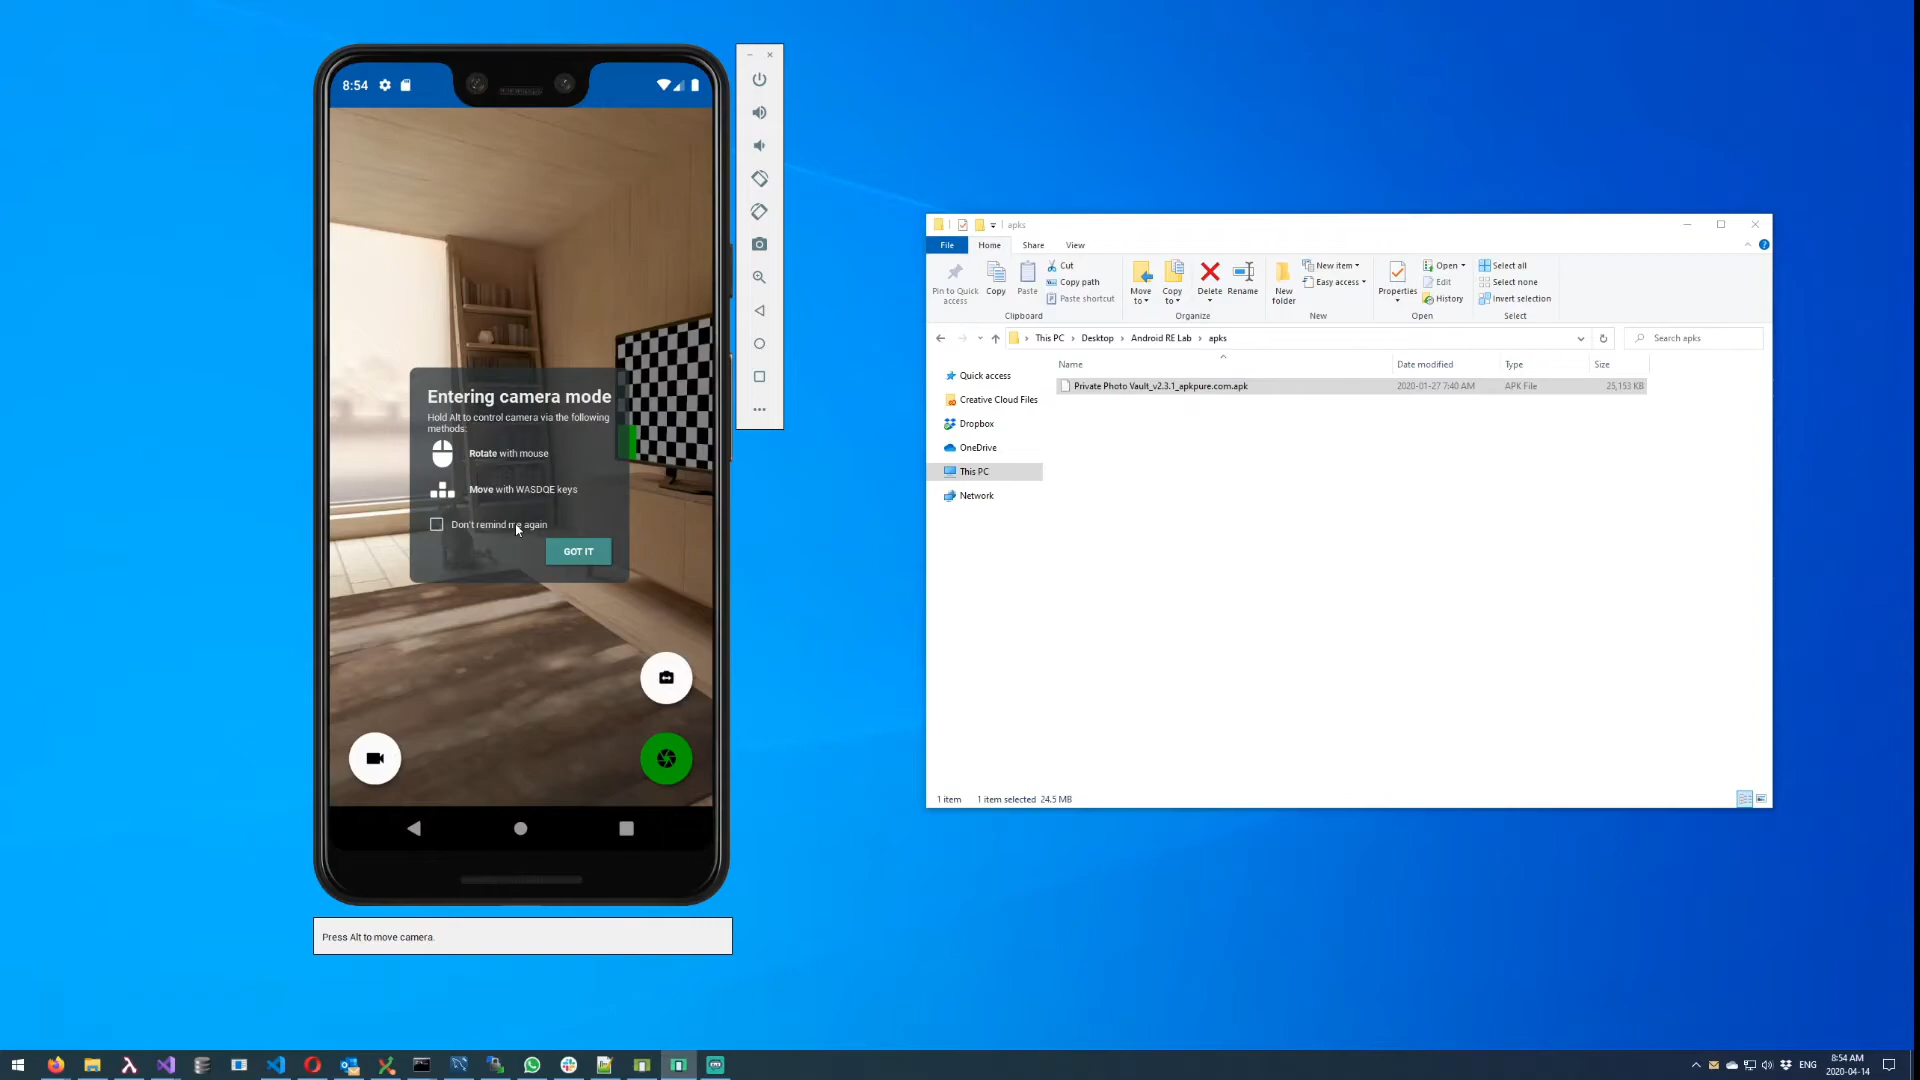 8:54
Entering camera mode
Hold Alt to control camera via the following
methods:
Rotate with mouse
Move with WASDQE keys
Don't remind me again
GOT IT
Press Alt to move camera.
apks
File Home Share View
Pin to Quick
access
Copy
Paste
Cut
Copy path
Paste shortcut
Clipboard
Move
to
Copy
to
Delete
Rename
Organize
New
folder
New item
Easy access
New
Properties
Open
Edit
History
Open
Select all
Select none
Invert selection
Select
This PC Desktop Android RE Lab apks
Search apks
Name Date modified Type Size
Quick access
Creative Cloud Files
Dropbox
OneDrive
This PC
Network
Private Photo Vault_v2.3.1_apkpure.com.apk 2020-01-27 7:40 AM APK File 25,153 KB
1 item 1 item selected 24.5 MB
ENG
8:54 AM
2020-04-14